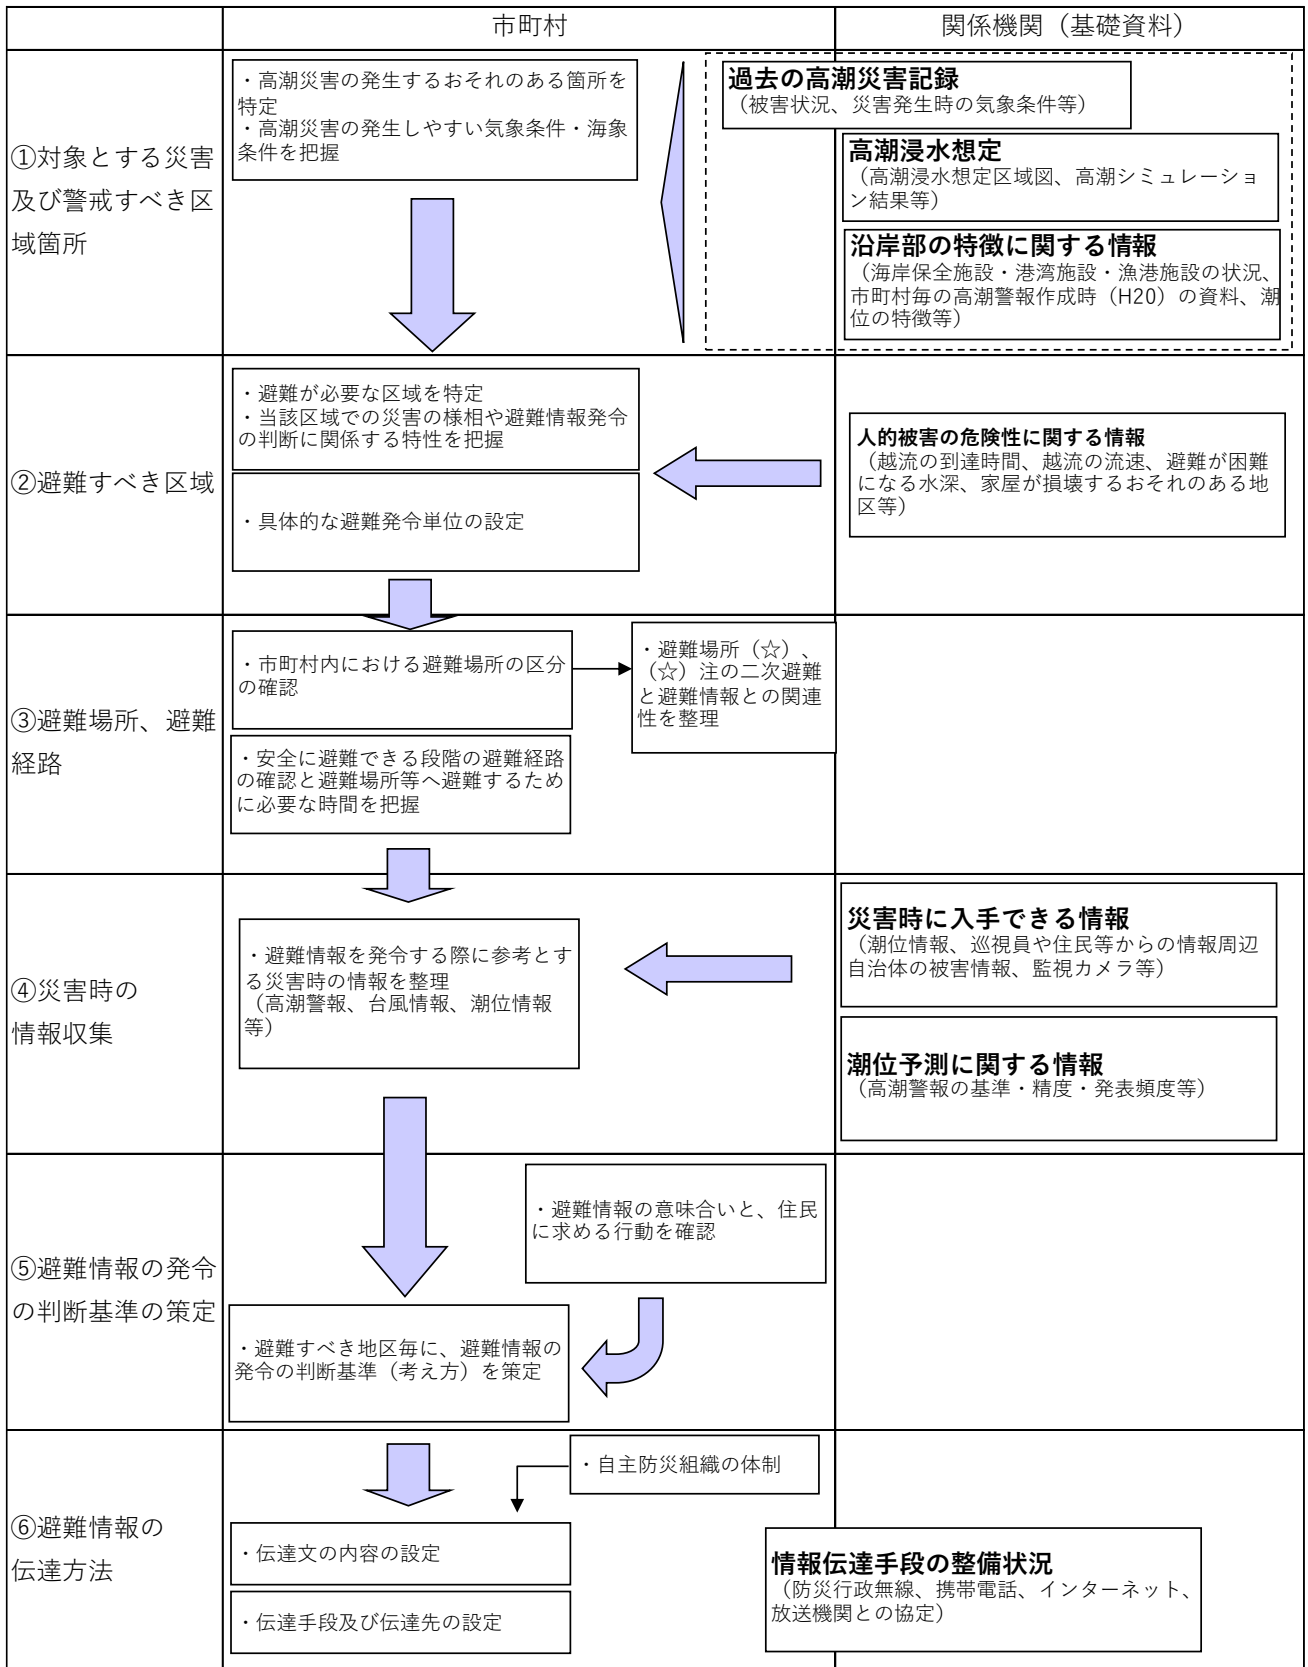 市町村
関係機関（基礎資料）
①対象とする災害
及び警戒すべき区
域箇所
・高潮災害の発生するおそれのある箇所を
特定
・高潮災害の発生しやすい気象条件・海象
条件を把握
過去の高潮災害記録
（被害状況、災害発生時の気象条件等）
高潮浸水想定
（高潮浸水想定区域図、高潮シミュレーショ
ン結果等）
沿岸部の特徴に関する情報
（海岸保全施設・港湾施設・漁港施設の状況、
市町村毎の高潮警報作成時（H20）の資料、潮
位の特徴等）
②避難すべき区域
・避難が必要な区域を特定
・当該区域での災害の様相や避難情報発令
の判断に関係する特性を把握
・具体的な避難発令単位の設定
人的被害の危険性に関する情報
（越流の到達時間、越流の流速、避難が困難
になる水深、家屋が損壊するおそれのある地
区等）
③避難場所、避難
経路
・市町村内における避難場所の区分
の確認
・避難場所（☆）、
（☆）注の二次避難
と避難情報との関連
性を整理
・安全に避難できる段階の避難経路
の確認と避難場所等へ避難するため
に必要な時間を把握
④災害時の
情報収集
・避難情報を発令する際に参考とす
る災害時の情報を整理
（高潮警報、台風情報、潮位情報
等）
災害時に入手できる情報
（潮位情報、巡視員や住民等からの情報周辺
自治体の被害情報、監視カメラ等）
潮位予測に関する情報
（高潮警報の基準・精度・発表頻度等）
⑤避難情報の発令
の判断基準の策定
・避難情報の意味合いと、住民
に求める行動を確認
・避難すべき地区毎に、避難情報の
発令の判断基準（考え方）を策定
⑥避難情報の
伝達方法
・自主防災組織の体制
・伝達文の内容の設定
・伝達手段及び伝達先の設定
情報伝達手段の整備状況
（防災行政無線、携帯電話、インターネット、
放送機関との協定）